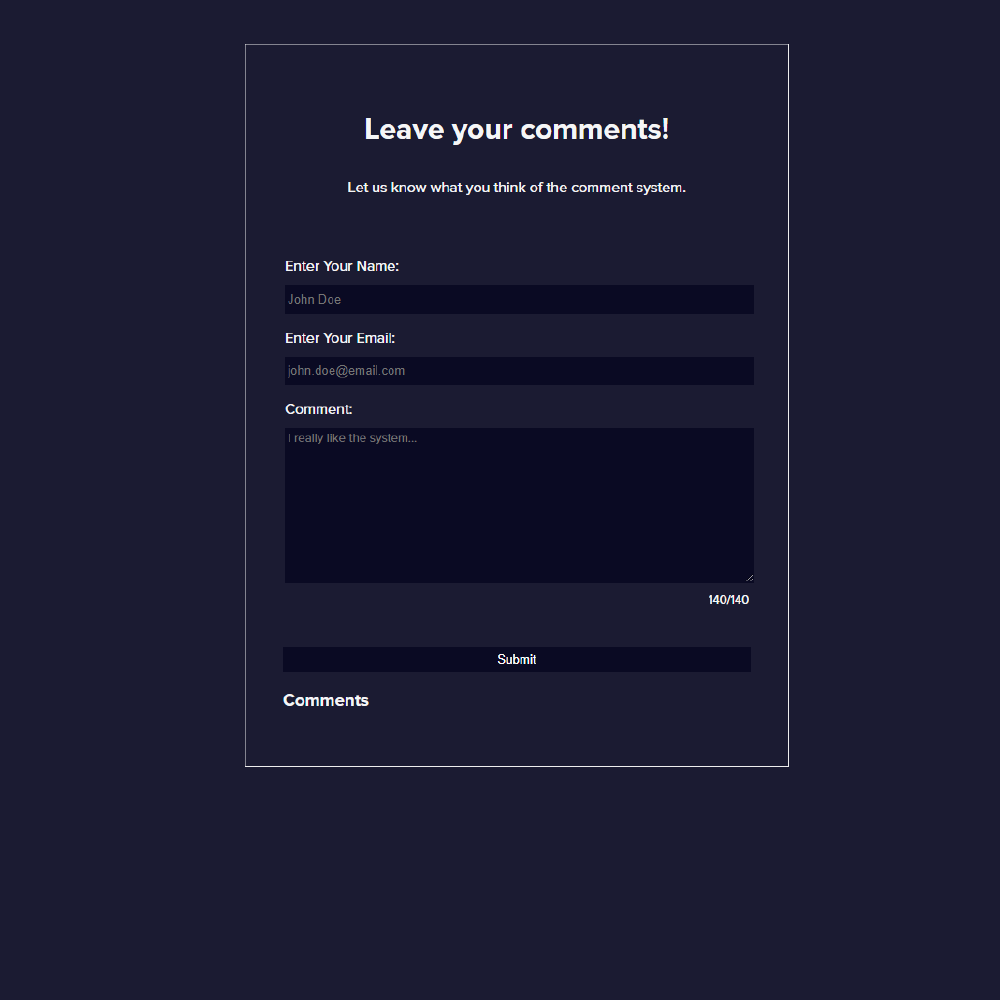 Leave your comments!
Let us know what you think of the comment system.
Enter Your Name:
John Doe
Enter Your Email:
john.doe@email.com
Comment:
I really like the system...
140/140
Submit
Comments